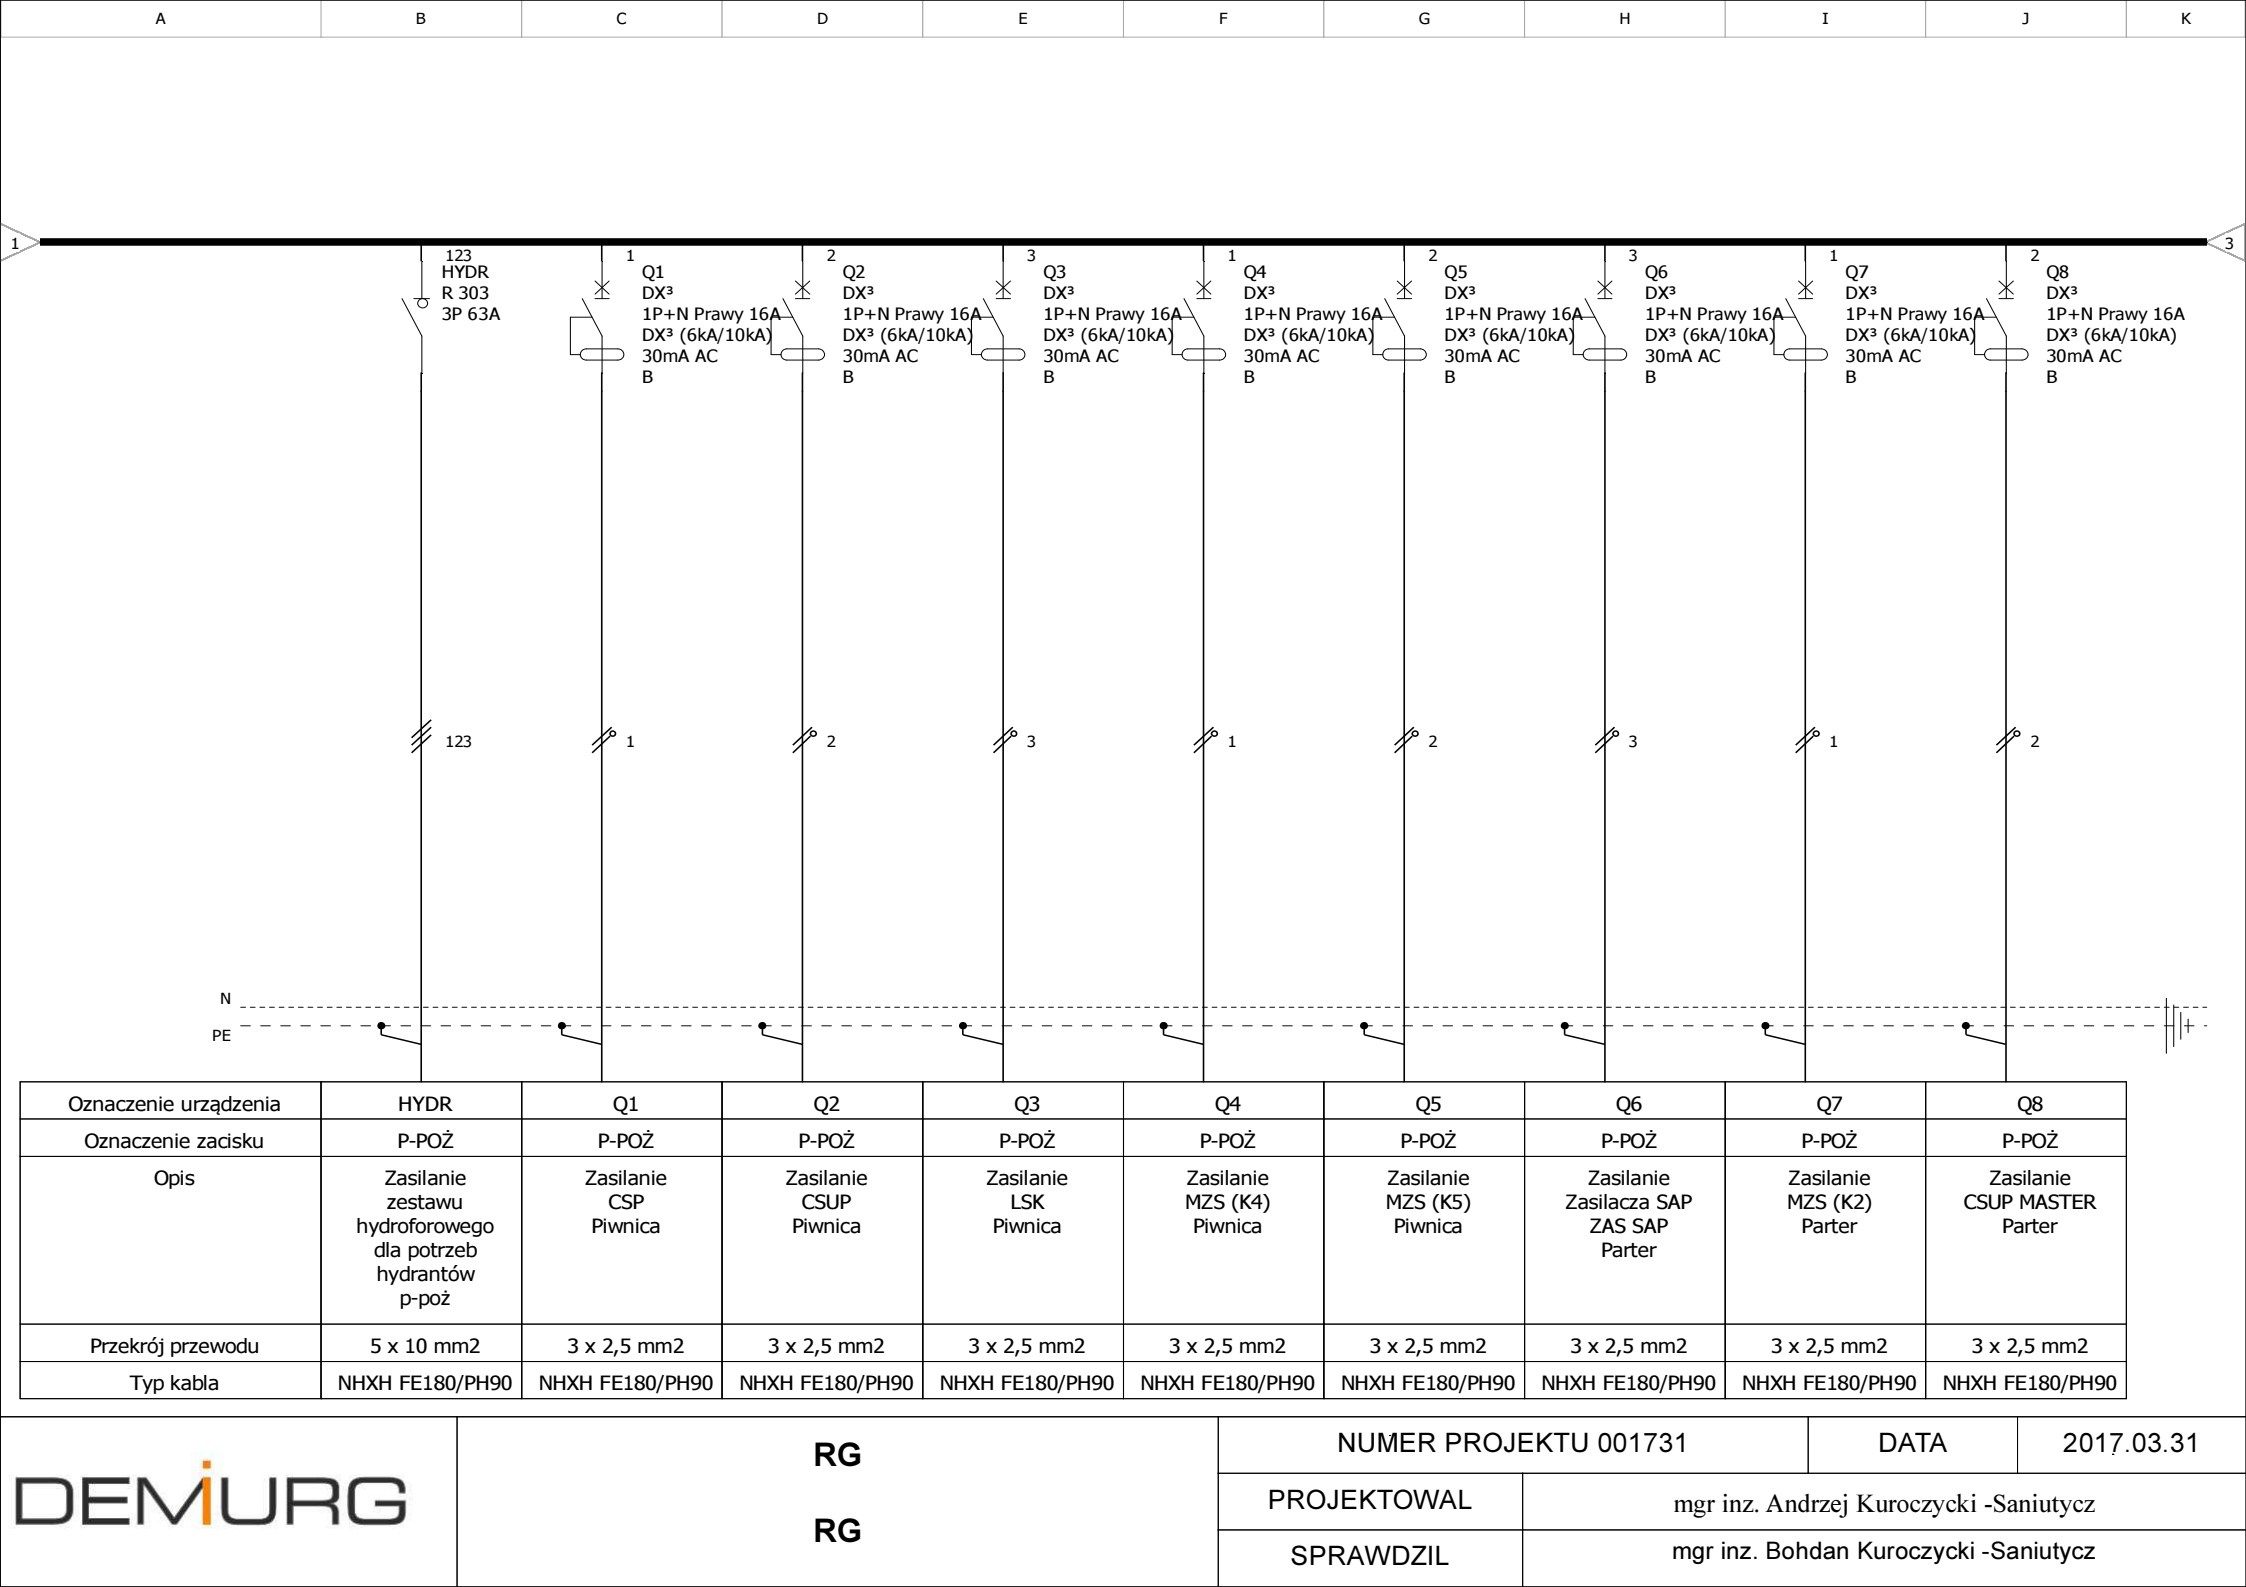 A B C D E F G H I J K
1 3
123 1 2 3 1 2 3 1 2
HYDR Q1 Q2 Q3 Q4 Q5 Q6 Q7 Q8
R 303 DX³ DX³ DX³ DX³ DX³ DX³ DX³ DX³
3P 63A 1P+N Prawy 16A 1P+N Prawy 16A 1P+N Prawy 16A 1P+N Prawy 16A 1P+N Prawy 16A 1P+N Prawy 16A 1P+N Prawy 16A 1P+N Prawy 16A
DX³ (6kA/10kA) DX³ (6kA/10kA) DX³ (6kA/10kA) DX³ (6kA/10kA) DX³ (6kA/10kA) DX³ (6kA/10kA) DX³ (6kA/10kA) DX³ (6kA/10kA)
30mA AC 30mA AC 30mA AC 30mA AC 30mA AC 30mA AC 30mA AC 30mA AC
B B B B B B B B
123 1 2 3 1 2 3 1 2
N
PE
Oznaczenie urządzenia HYDR Q1 Q2 Q3 Q4 Q5 Q6 Q7 Q8
Oznaczenie zacisku P-POŻ P-POŻ P-POŻ P-POŻ P-POŻ P-POŻ P-POŻ P-POŻ P-POŻ
Opis Zasilanie Zasilanie Zasilanie Zasilanie Zasilanie Zasilanie Zasilanie Zasilanie Zasilanie
zestawu CSP CSUP LSK MZS (K4) MZS (K5) Zasilacza SAP MZS (K2) CSUP MASTER
hydroforowego Piwnica Piwnica Piwnica Piwnica Piwnica ZAS SAP Parter Parter
dla potrzeb Parter
hydrantów
p-poż
Przekrój przewodu 5 x 10 mm2 3 x 2,5 mm2 3 x 2,5 mm2 3 x 2,5 mm2 3 x 2,5 mm2 3 x 2,5 mm2 3 x 2,5 mm2 3 x 2,5 mm2 3 x 2,5 mm2
Typ kabla NHXH FE180/PH90 NHXH FE180/PH90 NHXH FE180/PH90 NHXH FE180/PH90 NHXH FE180/PH90 NHXH FE180/PH90 NHXH FE180/PH90 NHXH FE180/PH90 NHXH FE180/PH90
DEMIURG
RG
RG
NUMER PROJEKTU 001731 DATA 2017.03.31
PROJEKTOWAL mgr inz. Andrzej Kuroczycki -Saniutycz
SPRAWDZIL mgr inz. Bohdan Kuroczycki -Saniutycz